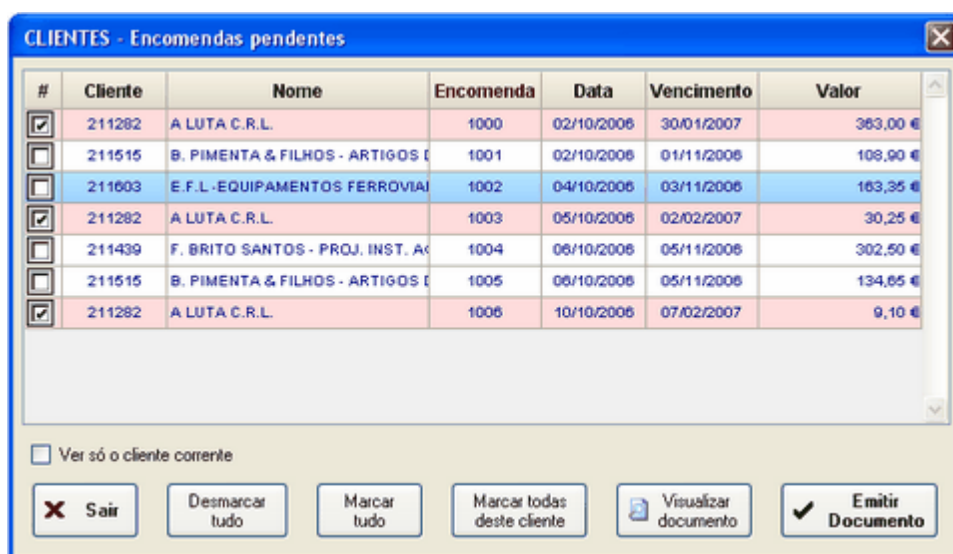 CLIENTES - Encomendas pendentes
# Cliente Nome Encomenda Data Vencimento Valor
211282 A LUTA C.R.L. 1000 02/10/2006 30/01/2007 363,00 €
211515 B. PIMENTA & FILHOS - ARTIGOS 1001 02/10/2006 01/11/2006 108,90 €
211603 E.F.L.-EQUIPAMENTOS FERROVIAI 1002 04/10/2006 03/11/2006 163,35 €
211282 A LUTA C.R.L. 1003 05/10/2006 02/02/2007 30,25 €
211439 F. BRITO SANTOS - PROJ. INST. 1004 06/10/2006 05/11/2006 302,50 €
211515 B. PIMENTA & FILHOS - ARTIGOS 1005 06/10/2006 05/11/2006 134,65 €
211282 A LUTA C.R.L. 1006 10/10/2006 07/02/2007 9,10 €
Ver só o cliente corrente
Sair
Desmarcar
tudo
Marcar
tudo
Marcar todas
deste cliente
Visualizar
documento
Emitir
Documento